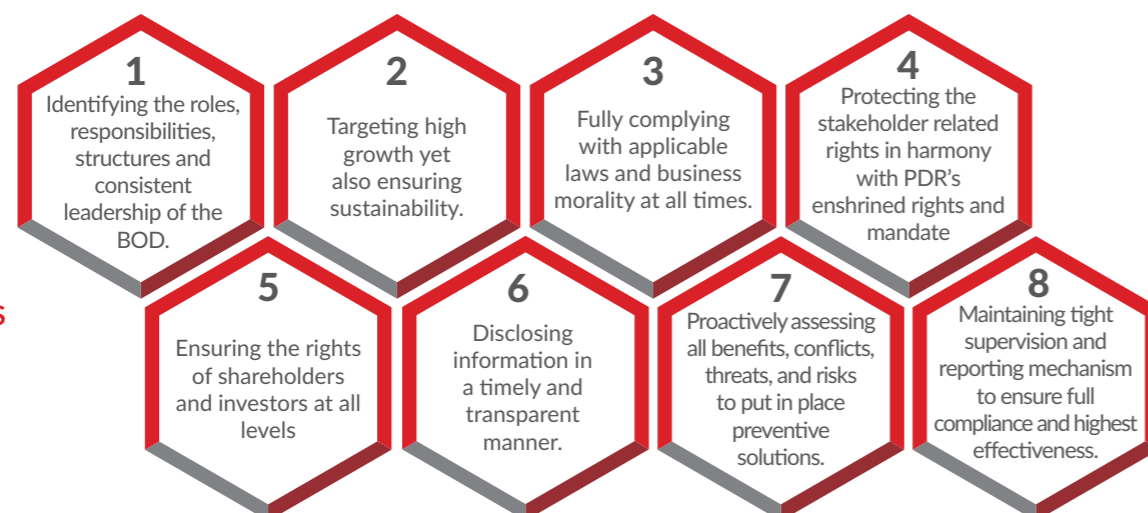 1
Identifying the roles,
responsibilities,
structures and
consistent
leadership of the
BOD.
2
Targeting high
growth yet
also ensuring
sustainability.
3
Fully complying
with applicable
laws and business
morality at all times.
4
Protecting the
stakeholder related
rights in harmony
with PDR's
enshrined rights and
mandate
5
Ensuring the rights
of shareholders
and investors at all
levels
6
Disclosing
information in
a timely and
transparent
manner.
7
Proactively assessing
all benefits, conflicts,
threats, and risks
to put in place
preventive
solutions.
8
Maintaining tight
supervision and
reporting mechanism
to ensure full
compliance and highest
effectiveness.